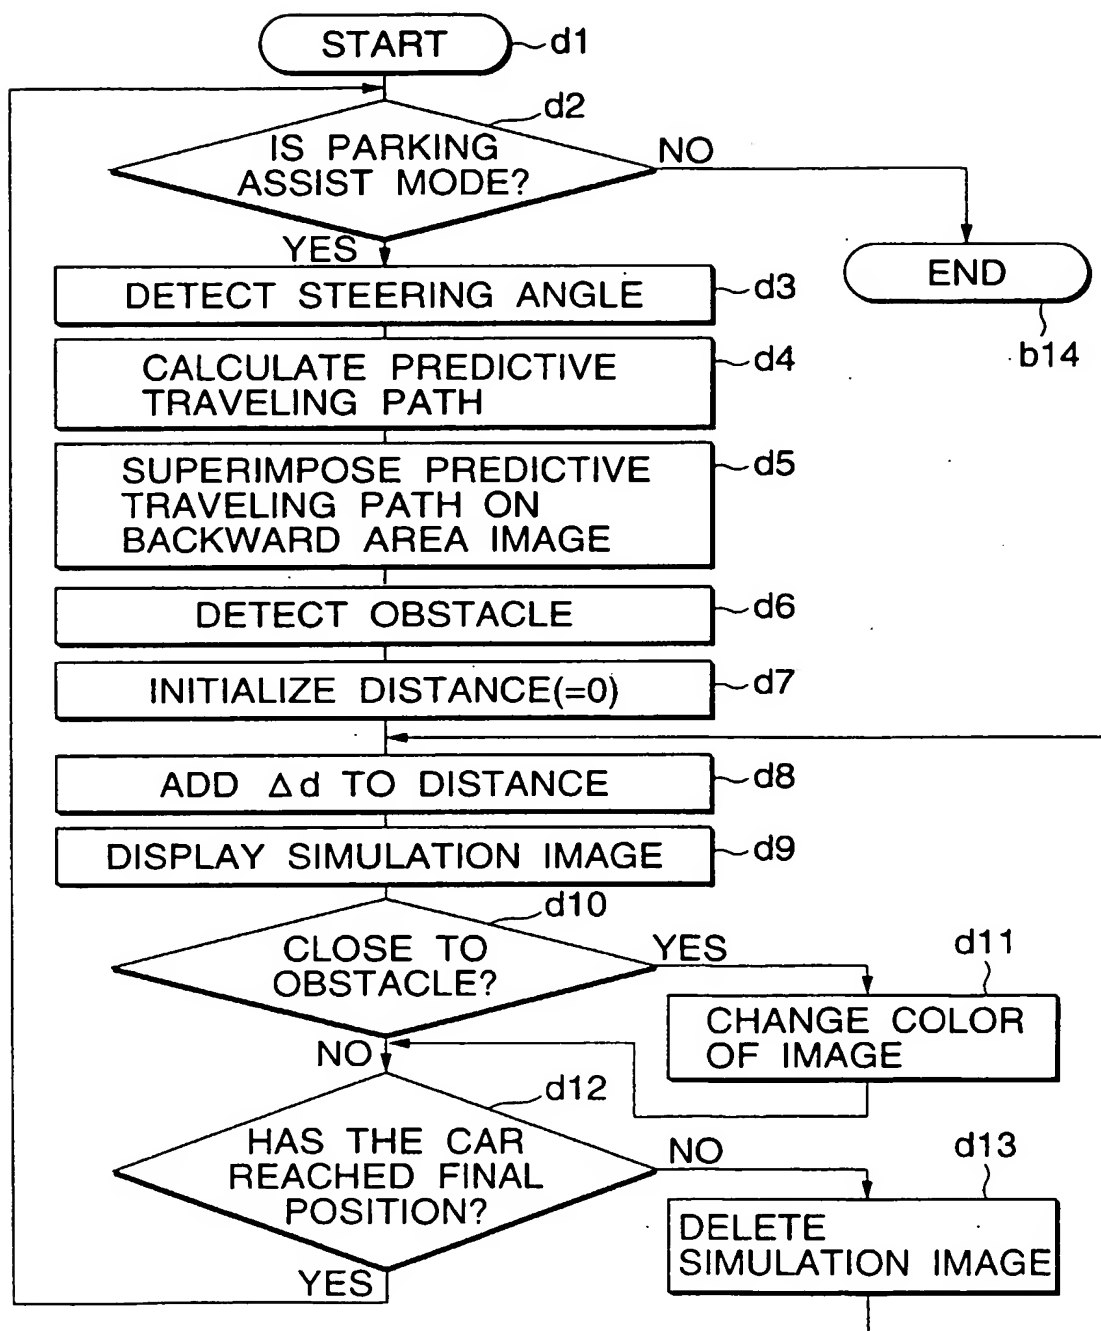 START
d1
d2
IS PARKING
ASSIST MODE?
NO
YES
END
b14
DETECT STEERING ANGLE
d3
CALCULATE PREDICTIVE
TRAVELING PATH
d4
SUPERIMPOSE PREDICTIVE
TRAVELING PATH ON
BACKWARD AREA IMAGE
d5
DETECT OBSTACLE
d6
INITIALIZE DISTANCE(=0)
d7
ADD Δd TO DISTANCE
d8
DISPLAY SIMULATION IMAGE
d9
d10
CLOSE TO
OBSTACLE?
YES
d11
CHANGE COLOR
OF IMAGE
NO
d12
HAS THE CAR
REACHED FINAL
POSITION?
NO
d13
DELETE
SIMULATION IMAGE
YES